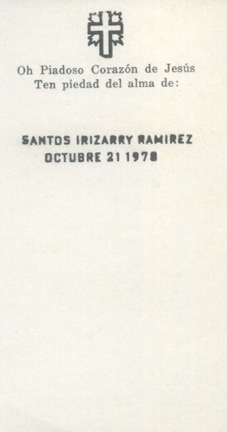 Oh Piadoso Corazón de Jesús
Ten piedad del alma de:
SANTOS IRIZARRY RAMIREZ
OCTUBRE 21 1978